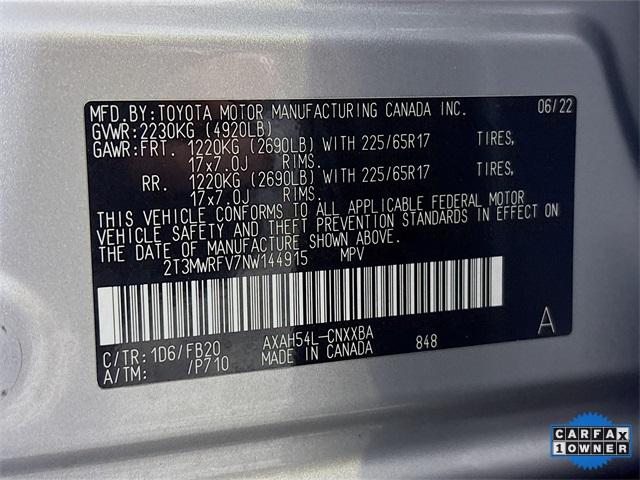 MFD.BY:TOYOTA MOTOR MANUFACTURING CANADA INC. 06/22
GVWR:2230KG (4920LB)
GAWR:FRT. 1220KG (2690LB) WITH 225/65R17 TIRES,
17x7.0J RIMS.
RR. 1220KG (2690LB) WITH 225/65R17 TIRES,
17x7.0J RIMS.
THIS VEHICLE CONFORMS TO ALL APPLICABLE FEDERAL MOTOR
VEHICLE SAFETY AND THEFT PREVENTION STANDARDS IN EFFECT ON
THE DATE OF MANUFACTURE SHOWN ABOVE.
2T3MWRFV7NW144915 MPV
A
C/TR:1D6/FB20 AXAH54L-CNXXBA 848
A/TM: /P710 MADE IN CANADA
CARFAX
1 OWNER